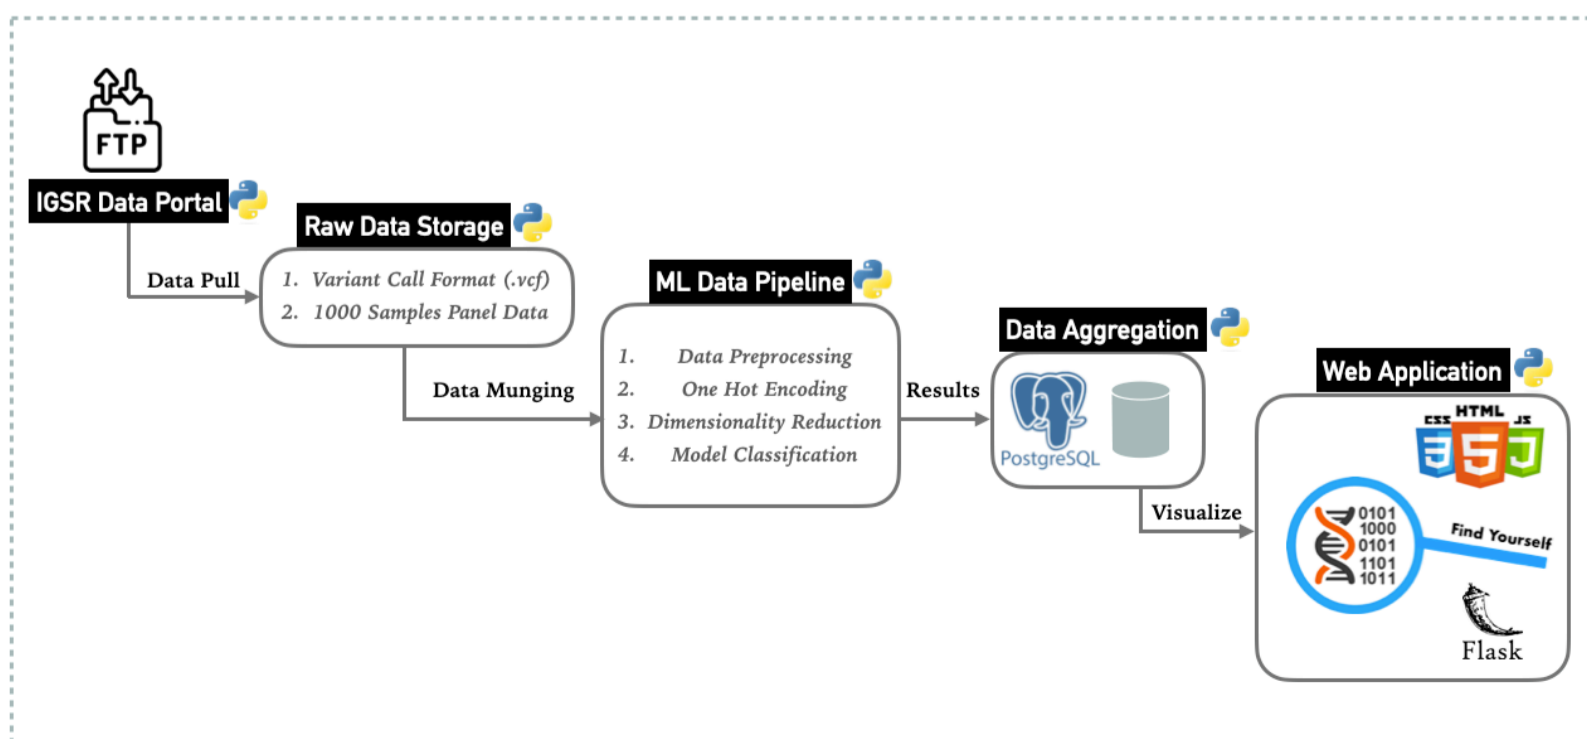 FTP
IGSR Data Portal
Data Pull
Raw Data Storage
1. Variant Call Format (.vcf)
2. 1000 Samples Panel Data
Data Munging
ML Data Pipeline
1. Data Preprocessing
2. One Hot Encoding
3. Dimensionality Reduction
4. Model Classification
Results
Data Aggregation
PostgreSQL
Visualize
Web Application
CSS HTML JS
3 5 J
0101
1000
0101
1101
1011
Find Yourself
Flask